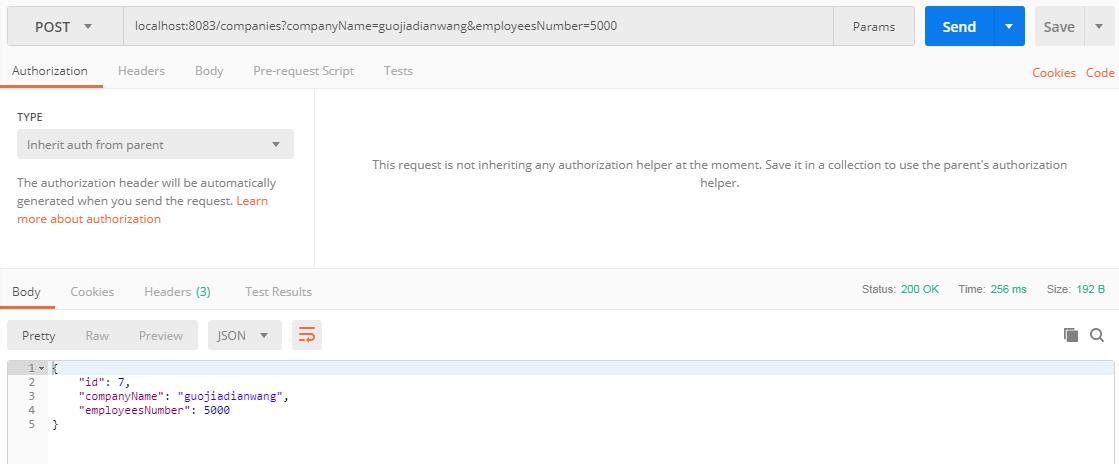 POST localhost:8083/companies?companyName=guojiadianwang&employeesNumber=5000 Params Send Save
Authorization Headers Body Pre-request Script Tests Cookies Code
TYPE
Inherit auth from parent
The authorization header will be automatically
generated when you send the request. Learn
more about authorization
This request is not inheriting any authorization helper at the moment. Save it in a collection to use the parent's authorization
helper.
Body Cookies Headers (3) Test Results Status: 200 OK Time: 256 ms Size: 192 B
Pretty Raw Preview JSON
1 {
2 "id": 7,
3 "companyName": "guojiadianwang",
4 "employeesNumber": 5000
5 }